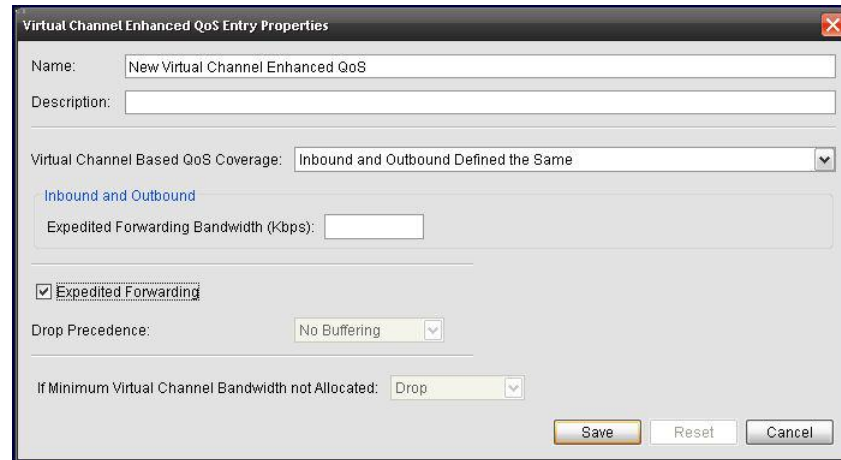 Virtual Channel Enhanced QoS Entry Properties
Name: New Virtual Channel Enhanced QoS
Description:
Virtual Channel Based QoS Coverage: Inbound and Outbound Defined the Same
Inbound and Outbound
Expedited Forwarding Bandwidth (Kbps):
Expedited Forwarding
Drop Precedence: No Buffering
If Minimum Virtual Channel Bandwidth not Allocated: Drop
Save Reset Cancel